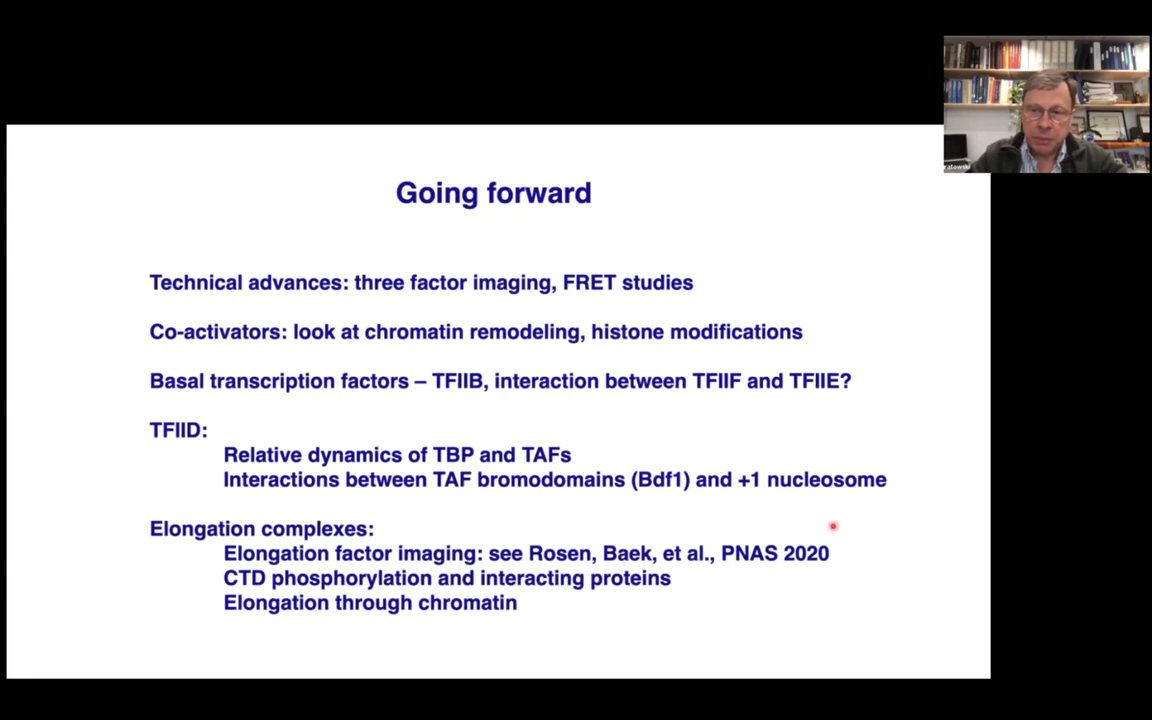 Going forward
Technical advances: three factor imaging, FRET studies
Co-activators: look at chromatin remodeling, histone modifications
Basal transcription factors – TFIIB, interaction between TFIIF and TFIIE?
TFIID:
Relative dynamics of TBP and TAFs
Interactions between TAF bromodomains (Bdf1) and +1 nucleosome
Elongation complexes:
Elongation factor imaging: see Rosen, Baek, et al., PNAS 2020
CTD phosphorylation and interacting proteins
Elongation through chromatin